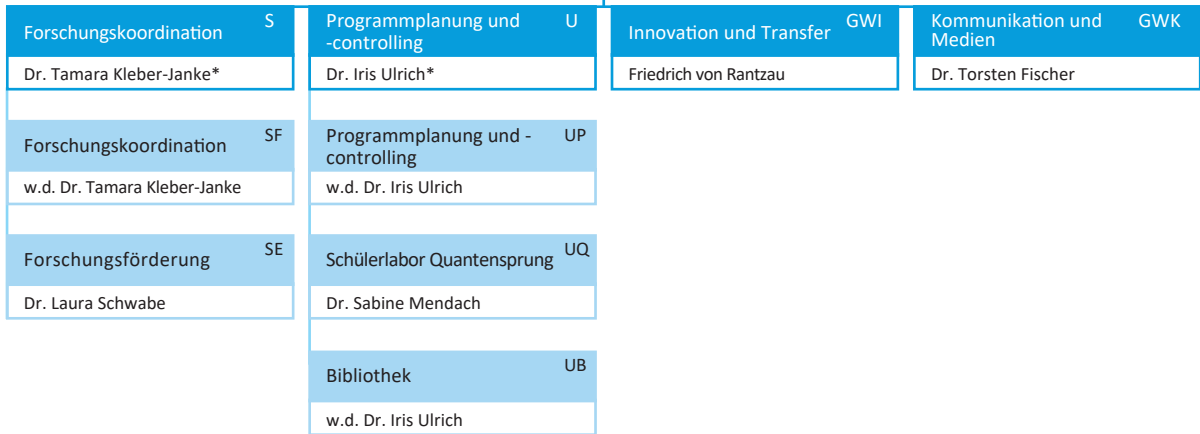 Forschungskoordination
S
Dr. Tamara Kleber-Janke*
Programmplanung und
-controlling
U
Dr. Iris Ulrich*
Innovation und Transfer
GWI
Friedrich von Rantzau
Kommunikation und
Medien
GWK
Dr. Torsten Fischer
Forschungskoordination
SF
w.d. Dr. Tamara Kleber-Janke
Programmplanung und -
controlling
UP
w.d. Dr. Iris Ulrich
Forschungsförderung
SE
Dr. Laura Schwabe
Schülerlabor Quantensprung
UQ
Dr. Sabine Mendach
Bibliothek
UB
w.d. Dr. Iris Ulrich